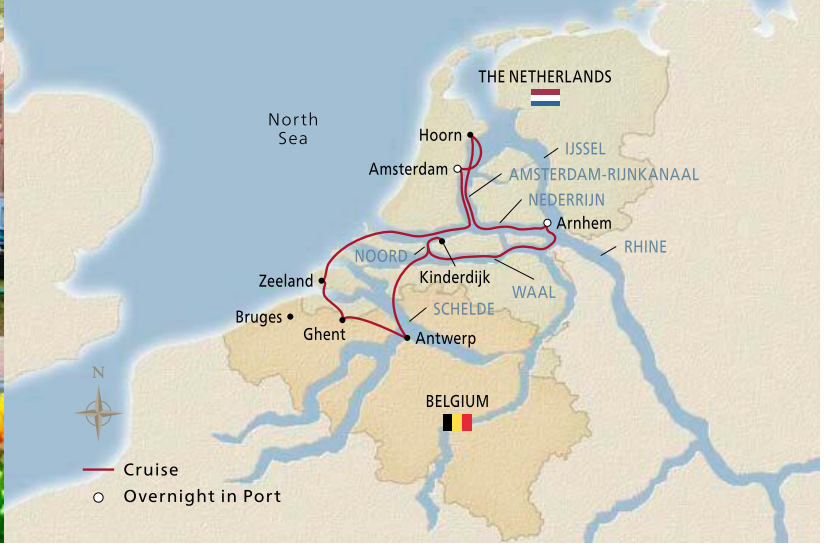 THE NETHERLANDS
North
Sea
Hoorn
IJSSEL
Amsterdam
AMSTERDAM-RIJNKANAAL
NEDERRIJN
Arnhem
RHINE
NOORD
Kinderdijk
Zeeland
WAAL
SCHELDE
Bruges
Ghent
Antwerp
N
BELGIUM
Cruise
Overnight in Port